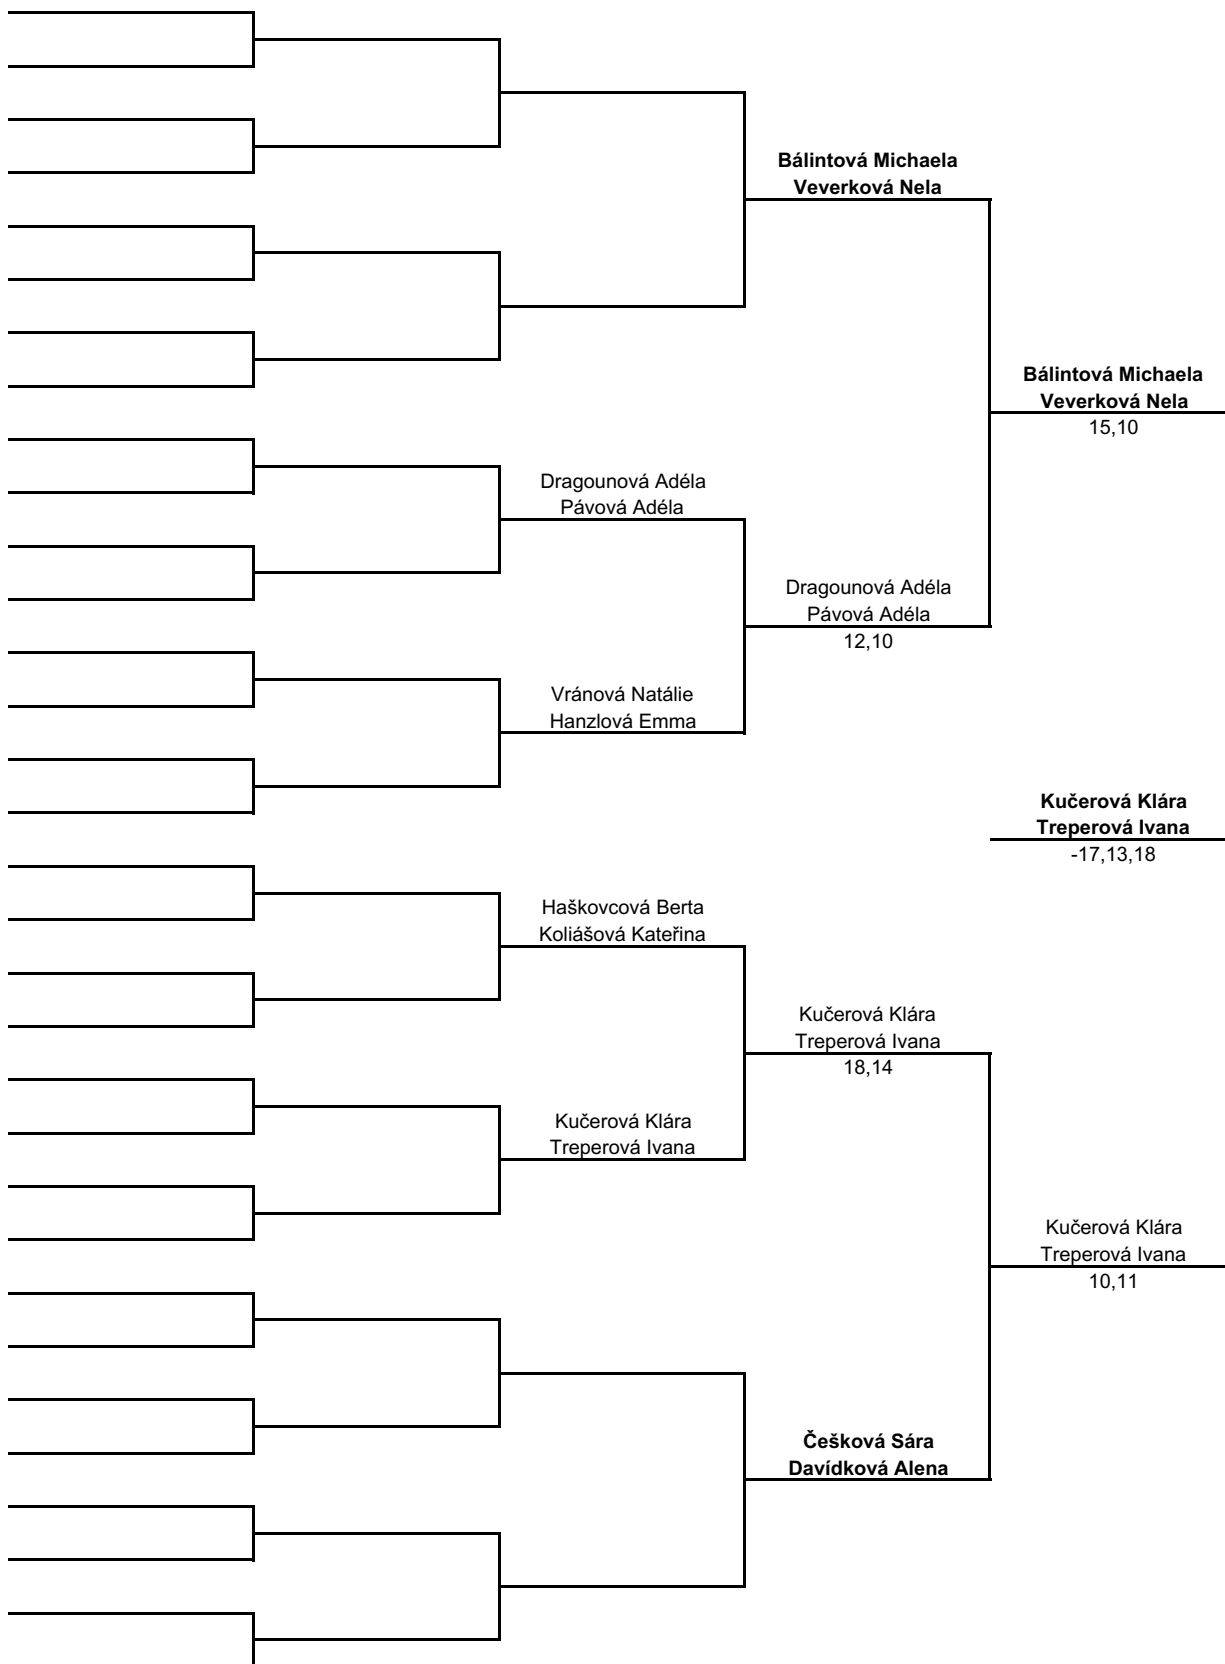 Bálintová Michaela
Veverková Nela
Bálintová Michaela
Veverková Nela
15,10
Dragounová Adéla
Pávová Adéla
Dragounová Adéla
Pávová Adéla
12,10
Vránová Natálie
Hanzlová Emma
Kučerová Klára
Treperová Ivana
-17,13,18
Haškovcová Berta
Koliášová Kateřina
Kučerová Klára
Treperová Ivana
18,14
Kučerová Klára
Treperová Ivana
Kučerová Klára
Treperová Ivana
10,11
Češková Sára
Davídková Alena